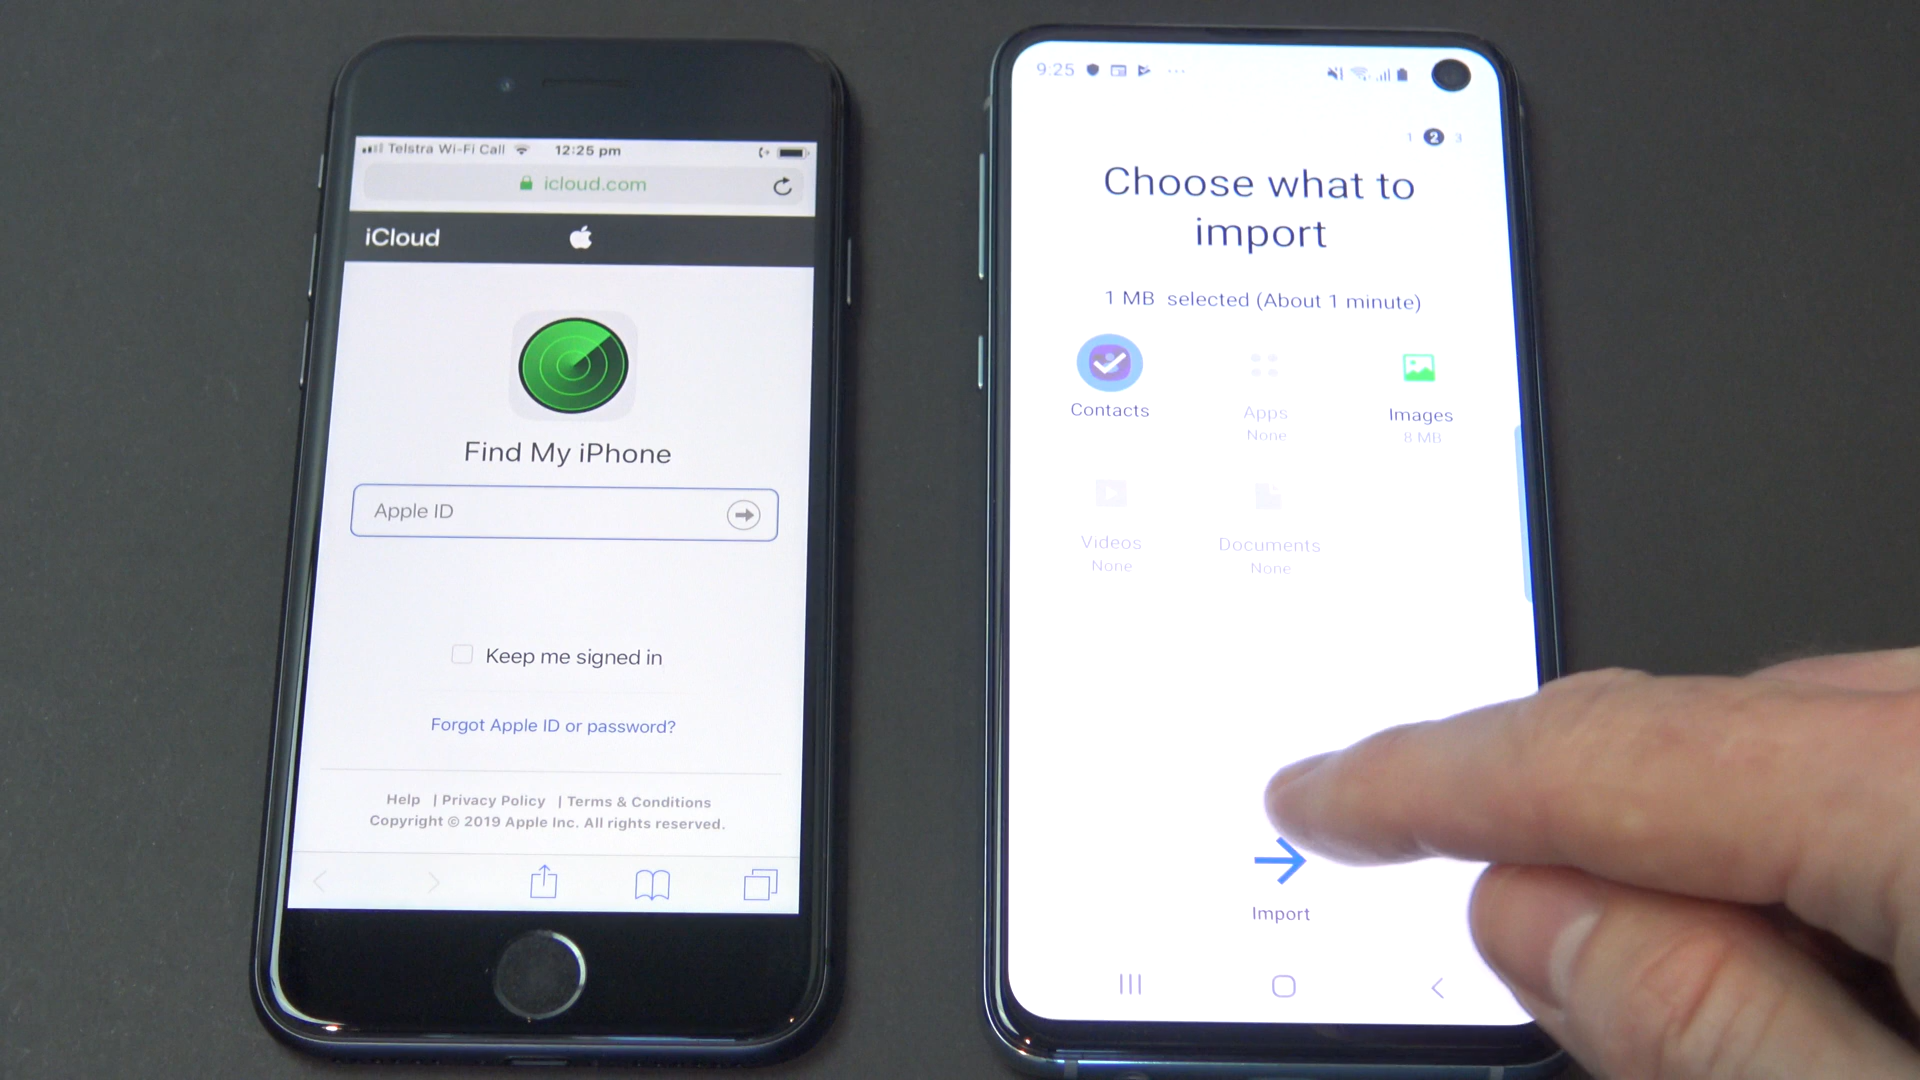 Telstra Wi-Fi Call 12:25 pm
icloud.com
iCloud
Find My iPhone
Apple ID
Keep me signed in
Forgot Apple ID or password?
Help | Privacy Policy | Terms & Conditions
Copyright © 2019 Apple Inc. All rights reserved.
9:25
1 2 3
Choose what to
import
1 MB selected (About 1 minute)
Contacts Apps Images
None 8 MB
Videos Documents
None None
Import